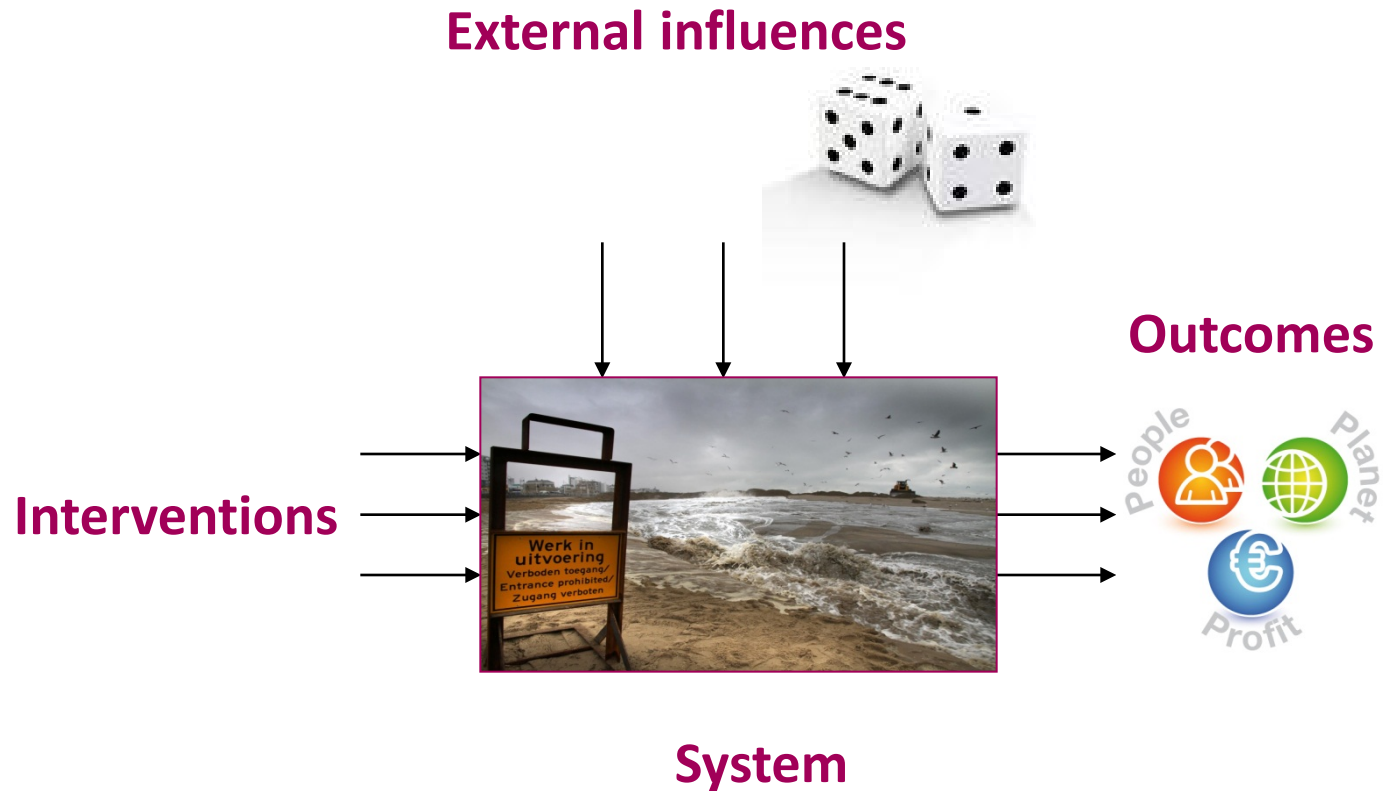 External influences
Outcomes
People
Planet
Profit
Interventions
Werk in
uitvoering
Verboden toegang/
Entrance prohibited/
Zugang verboten
System